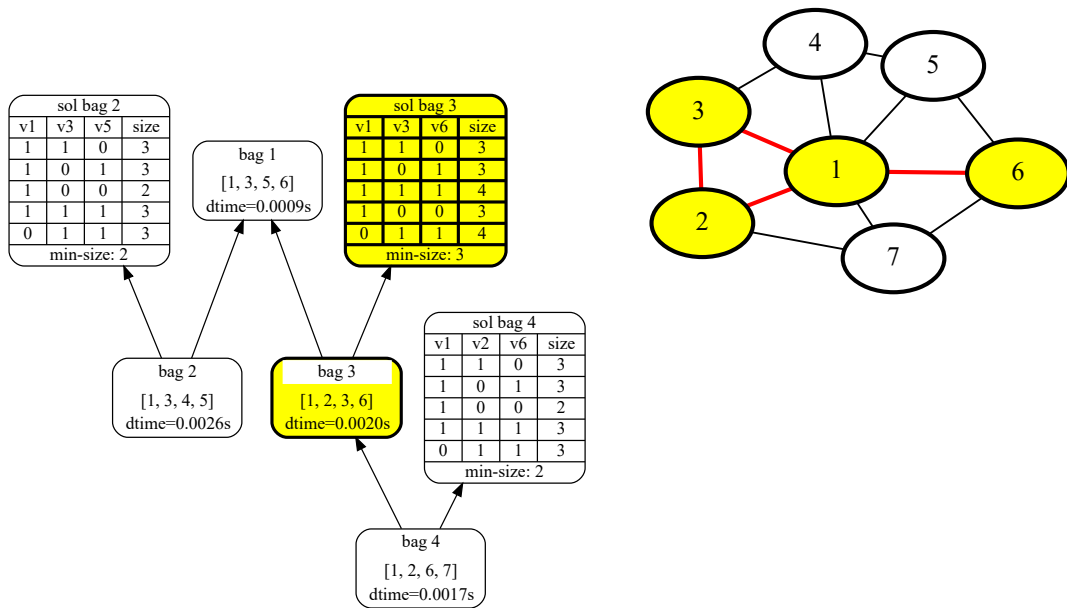 sol bag 2
v1 v3 v5 size
1 1 0 3
1 0 1 3
1 0 0 2
1 1 1 3
0 1 1 3
min-size: 2
bag 1
[1, 3, 5, 6]
dtime=0.0009s
sol bag 3
v1 v3 v6 size
1 1 0 3
1 0 1 3
1 1 1 4
1 0 0 3
0 1 1 4
min-size: 3
bag 2
[1, 3, 4, 5]
dtime=0.0026s
bag 3
[1, 2, 3, 6]
dtime=0.0020s
sol bag 4
v1 v2 v6 size
1 1 0 3
1 0 1 3
1 0 0 2
1 1 1 3
0 1 1 3
min-size: 2
bag 4
[1, 2, 6, 7]
dtime=0.0017s
4
5
3
1
6
2
7